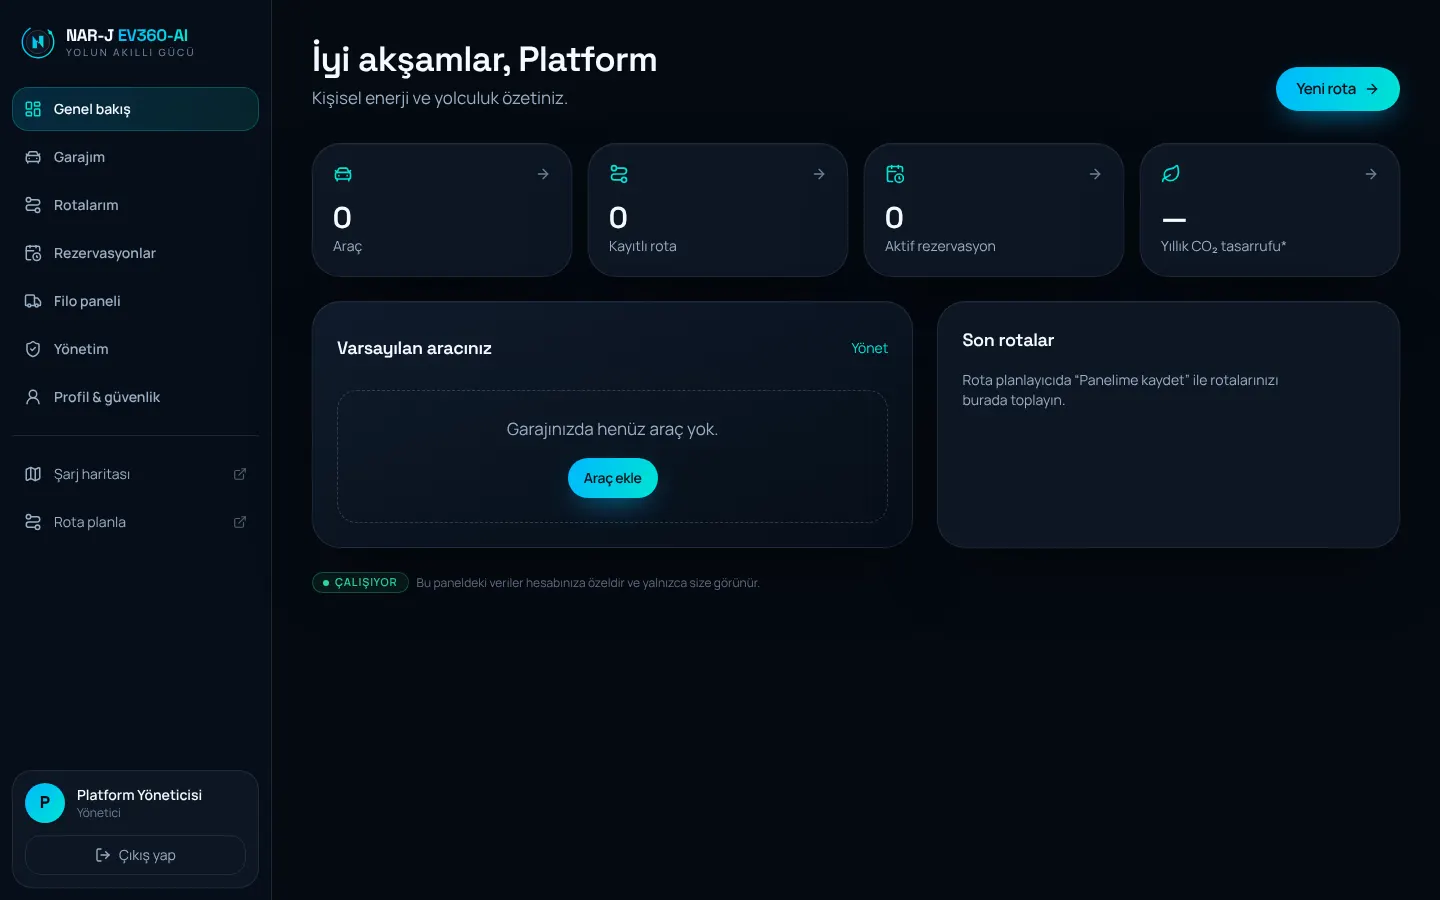 NAR-J EV360-AI
YOLUN AKILLI GÜCÜ
Genel bakış
Garajım
Rotalarım
Rezervasyonlar
Filo paneli
Yönetim
Profil & güvenlik
Şarj haritası
Rota planla
P
Platform Yöneticisi
Yönetici
Çıkış yap
İyi akşamlar, Platform
Kişisel enerji ve yolculuk özetiniz.
Yeni rota
0
Araç
0
Kayıtlı rota
0
Aktif rezervasyon
—
Yıllık CO₂ tasarrufu*
Varsayılan aracınız
Yönet
Garajınızda henüz araç yok.
Araç ekle
Son rotalar
Rota planlayıcıda “Panelime kaydet” ile rotalarınızı
burada toplayın.
ÇALIŞIYOR
Bu paneldeki veriler hesabınıza özeldir ve yalnızca size görünür.